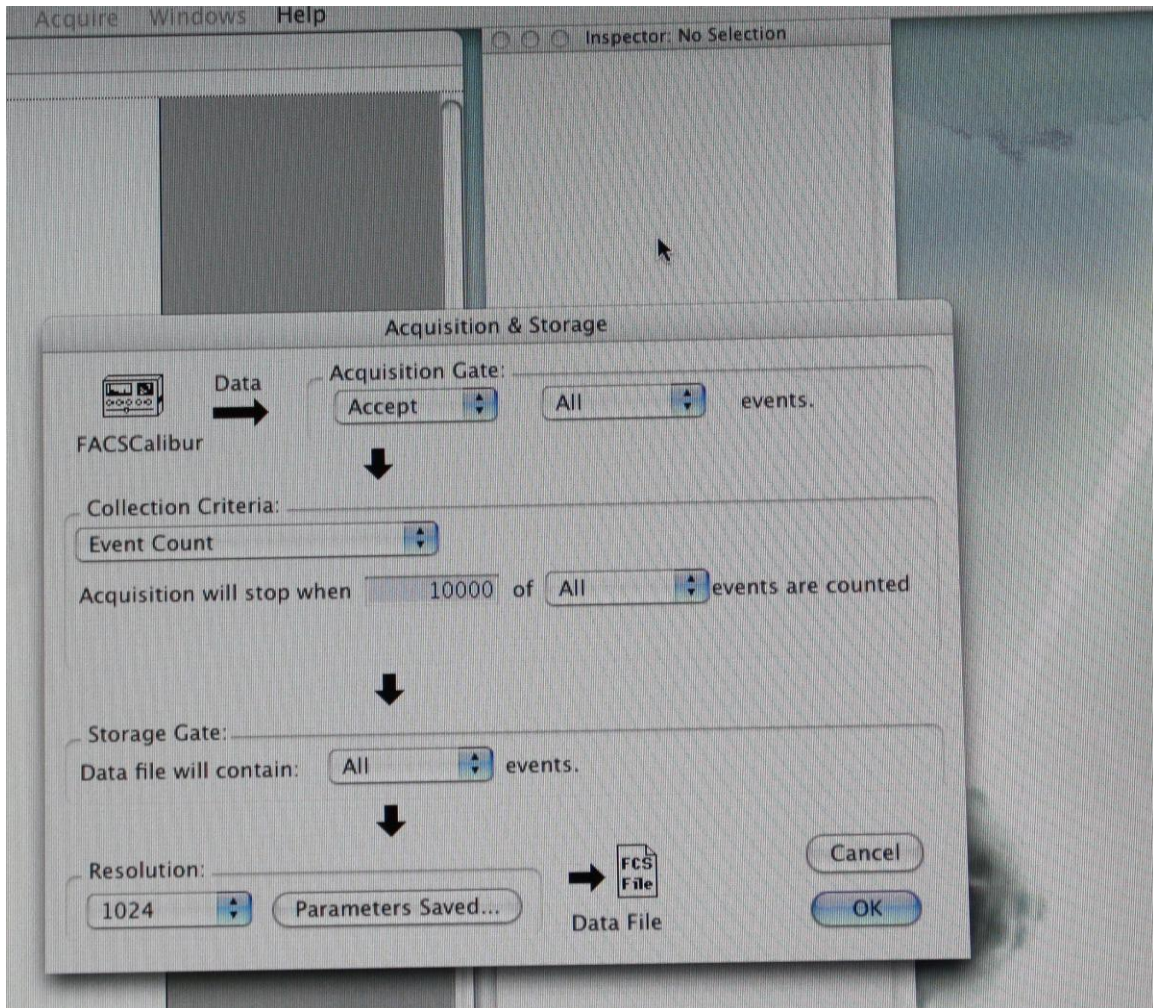 Acquire Windows Help
Inspector: No Selection
Acquisition & Storage
Data
Acquisition Gate:
Accept All events.
FACSCalibur
Collection Criteria:
Event Count
Acquisition will stop when 10000 of All events are counted
Storage Gate:
Data file will contain: All events.
Resolution:
1024 Parameters Saved...
FCS
File
Data File
Cancel
OK